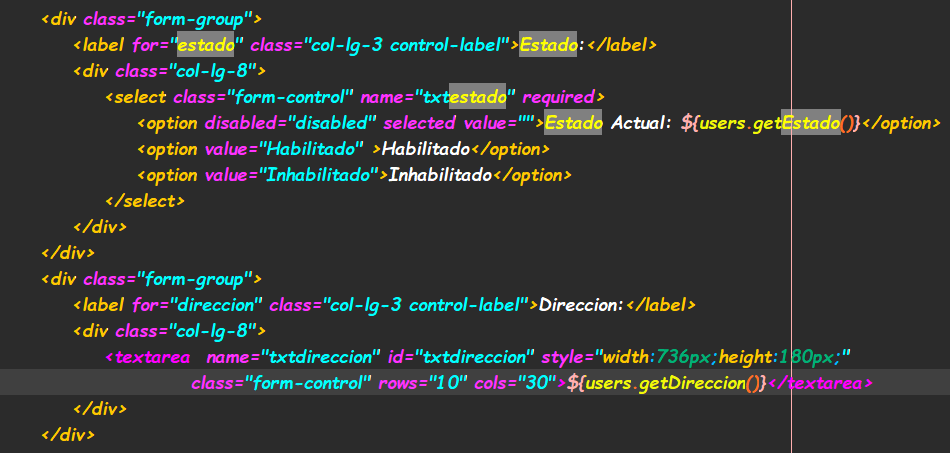 <div class="form-group">
<label for="estado" class="col-lg-3 control-label">Estado:</label>
<div class="col-lg-8">
<select class="form-control" name="txtestado" required>
<option disabled="disabled" selected value="">Estado Actual: ${users.getEstado()}</option>
<option value="Habilitado" >Habilitado</option>
<option value="Inhabilitado">Inhabilitado</option>
</select>
</div>
</div>
<div class="form-group">
<label for="direccion" class="col-lg-3 control-label">Direccion:</label>
<div class="col-lg-8">
<textarea  name="txtdireccion" id="txtdireccion" style="width:736px;height:180px;"
class="form-control" rows="10" cols="30">${users.getDireccion()}</textarea>
</div>
</div>